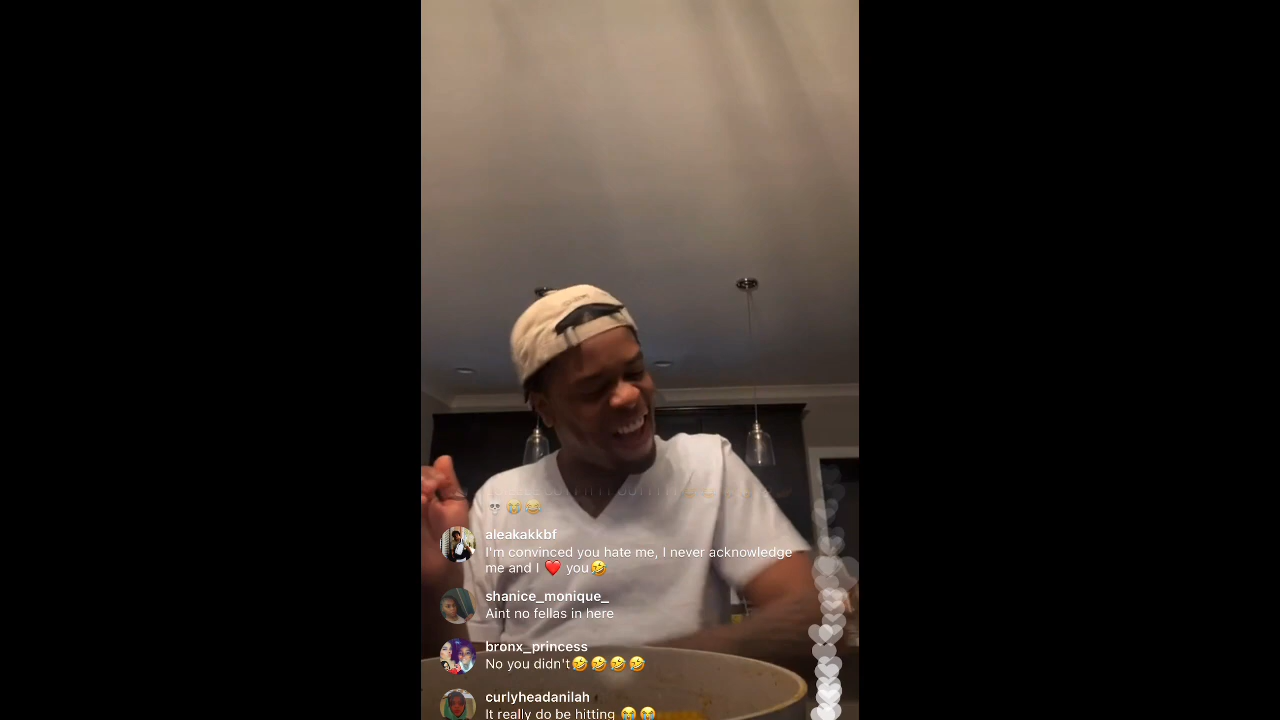 💀😭😂
aleakakkbf
I'm convinced you hate me, I never acknowledge
me and I ❤️ you🤣
shanice_monique_
Aint no fellas in here
bronx_princess
No you didn't🤣🤣🤣🤣
curlyheadanilah
It really do be hitting 😭😭